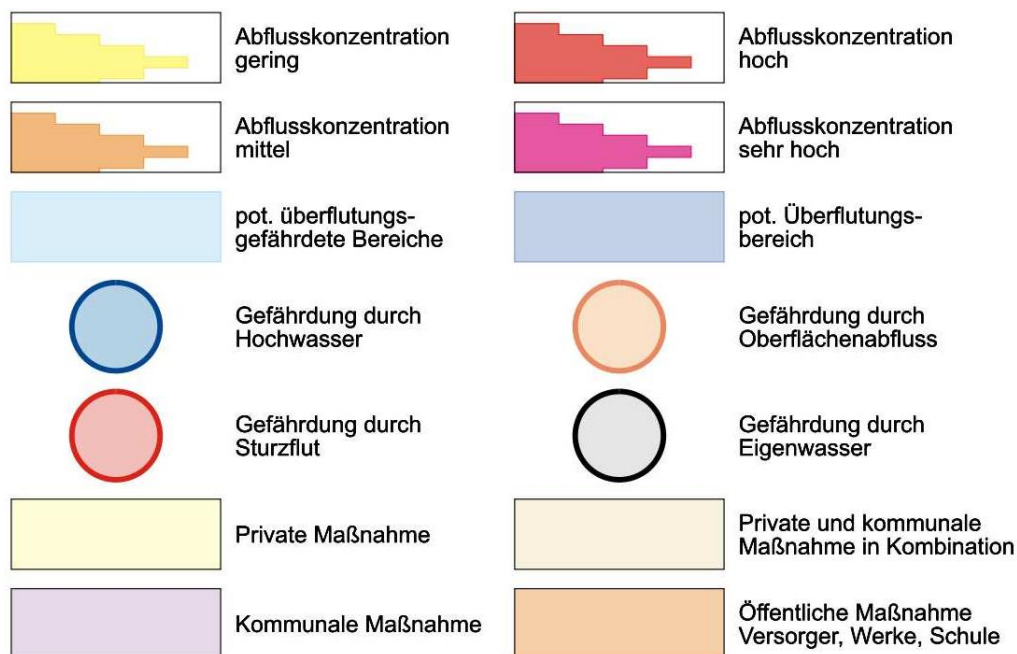 Abflusskonzentration
gering
Abflusskonzentration
hoch
Abflusskonzentration
mittel
Abflusskonzentration
sehr hoch
pot. überflutungs-
gefährdete Bereiche
pot. Überflutungs-
bereich
Gefährdung durch
Hochwasser
Gefährdung durch
Oberflächenabfluss
Gefährdung durch
Sturzflut
Gefährdung durch
Eigenwasser
Private Maßnahme
Private und kommunale
Maßnahme in Kombination
Kommunale Maßnahme
Öffentliche Maßnahme
Versorger, Werke, Schule